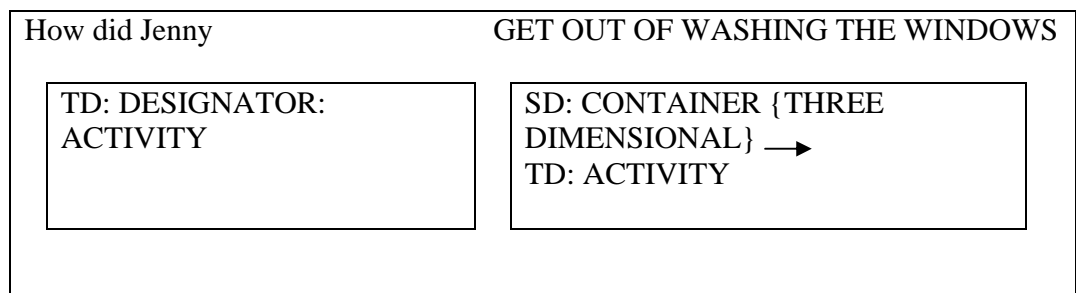 How did Jenny GET OUT OF WASHING THE WINDOWS
TD: DESIGNATOR:
ACTIVITY
SD: CONTAINER {THREE
DIMENSIONAL}
TD: ACTIVITY